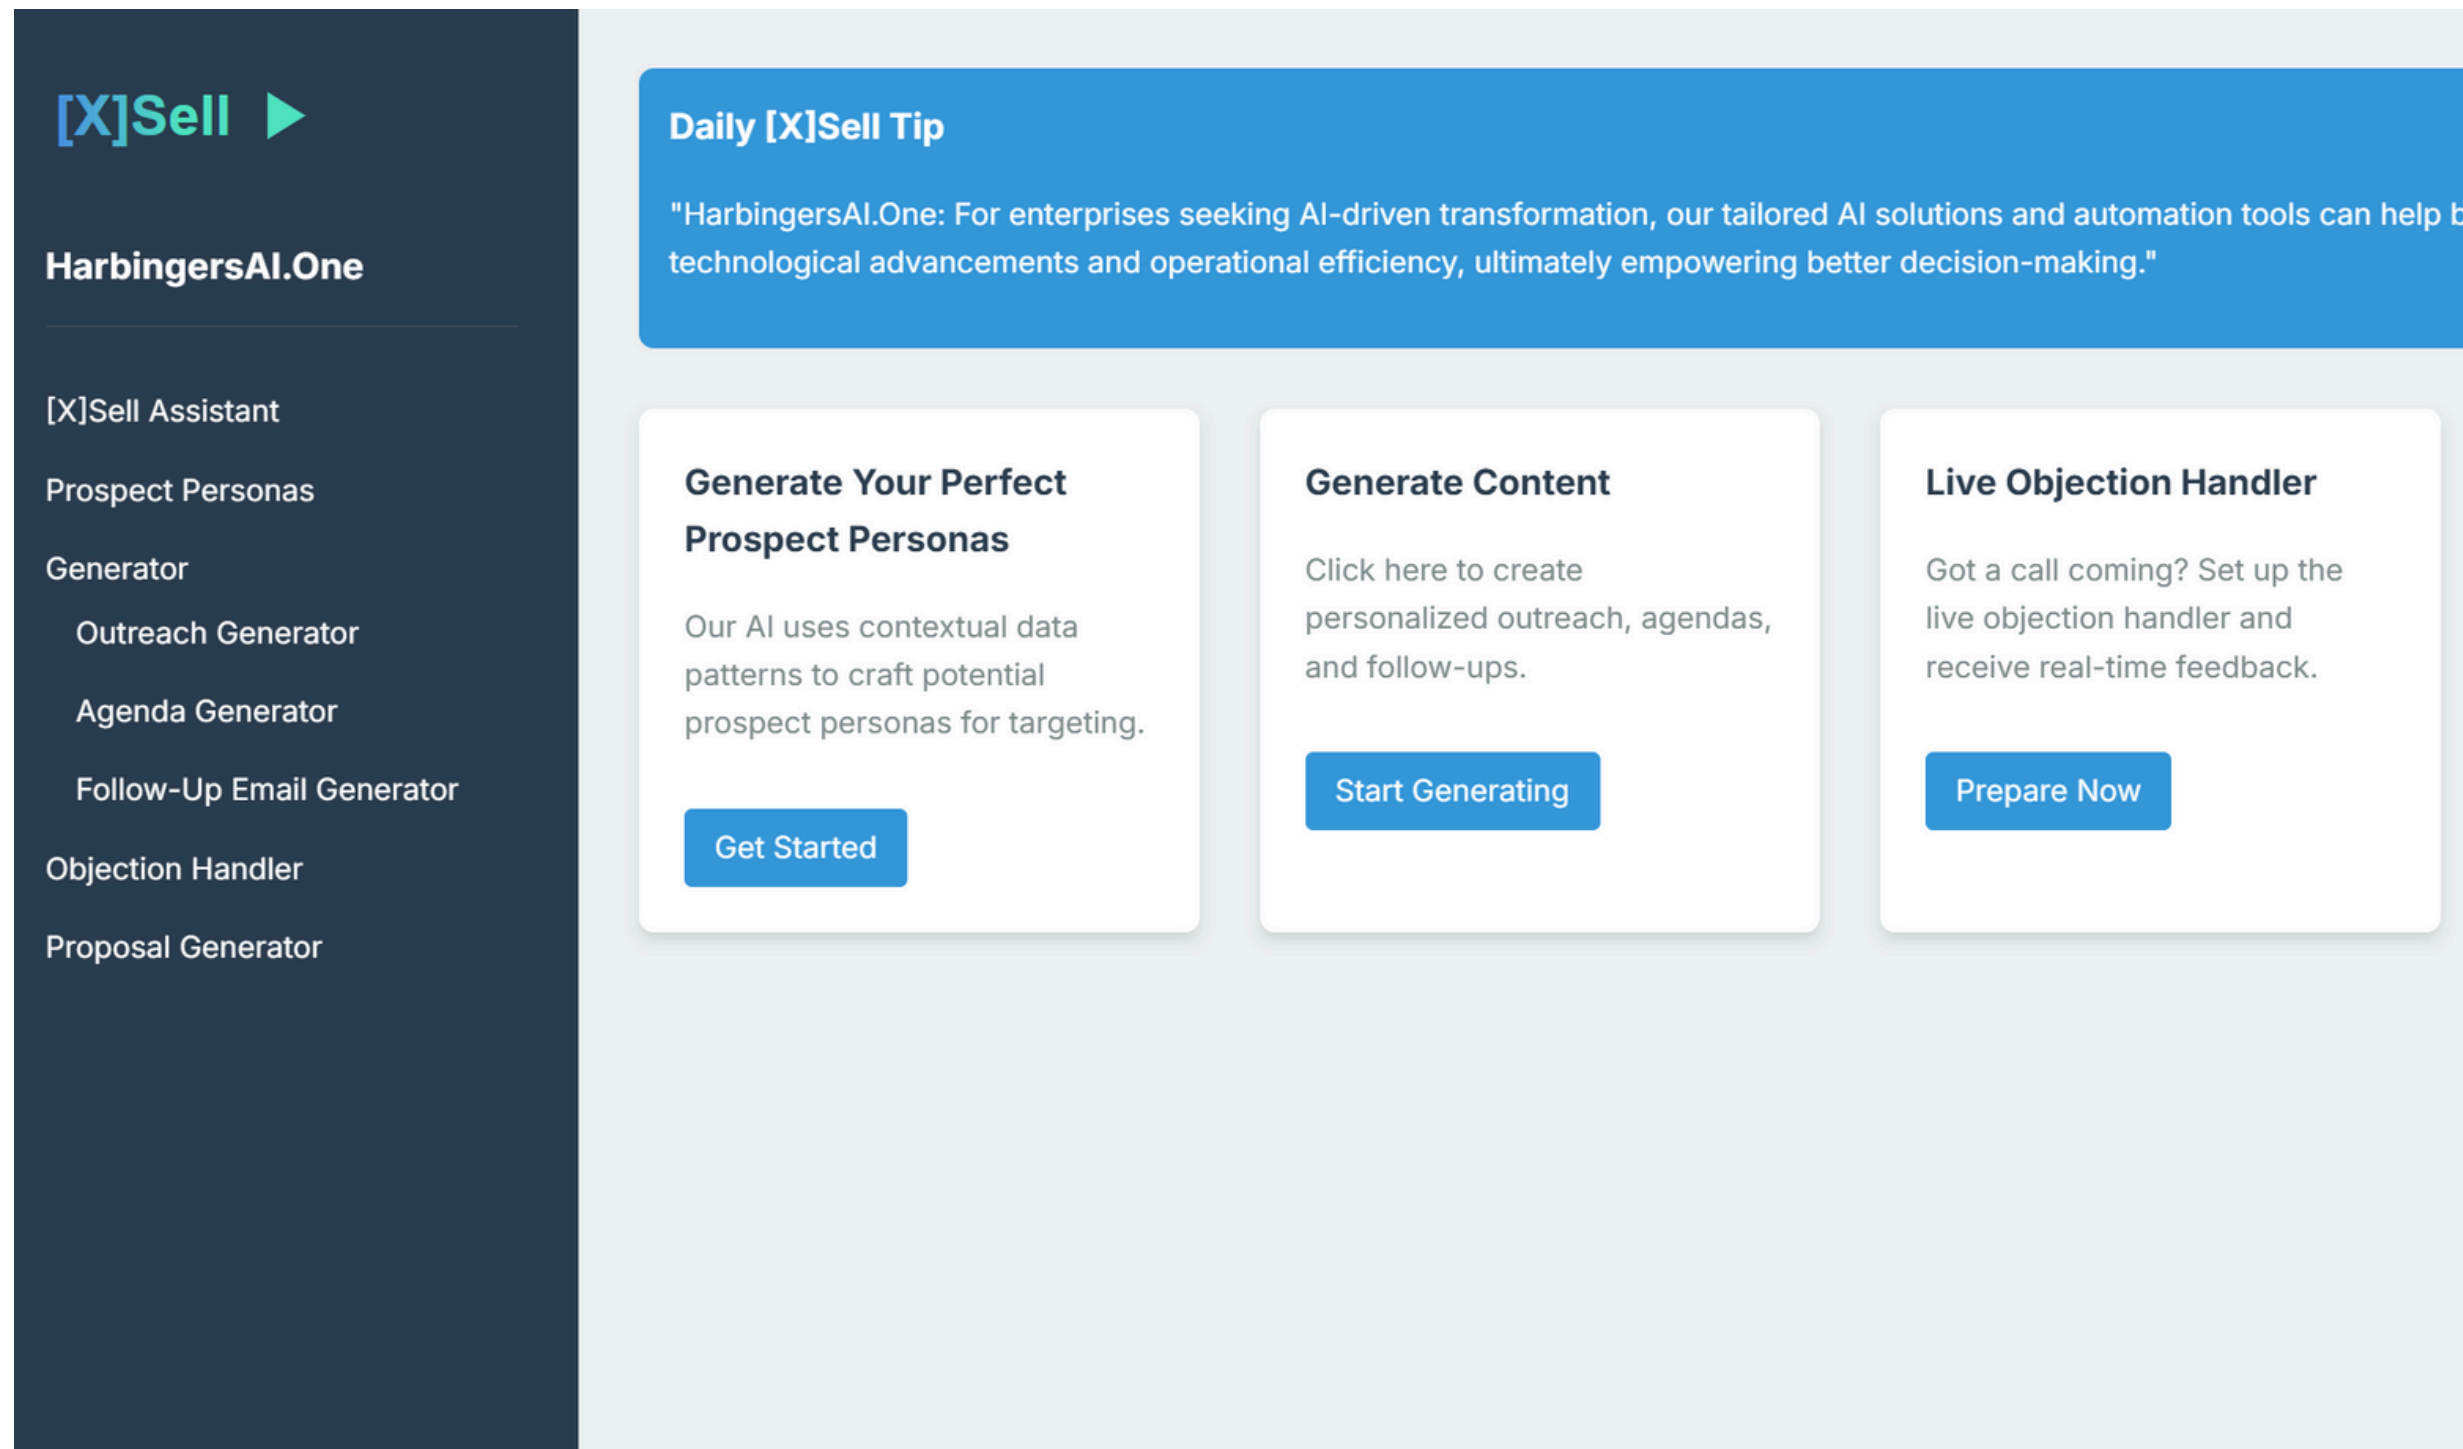 [X]Sell
HarbingersAI.One
[X]Sell Assistant
Prospect Personas
Generator
Outreach Generator
Agenda Generator
Follow-Up Email Generator
Objection Handler
Proposal Generator
Daily [X]Sell Tip
"HarbingersAI.One: For enterprises seeking AI-driven transformation, our tailored AI solutions and automation tools can help
technological advancements and operational efficiency, ultimately empowering better decision-making."
Generate Your Perfect
Prospect Personas
Our AI uses contextual data
patterns to craft potential
prospect personas for targeting.
Get Started
Generate Content
Click here to create
personalized outreach, agendas,
and follow-ups.
Start Generating
Live Objection Handler
Got a call coming? Set up the
live objection handler and
receive real-time feedback.
Prepare Now